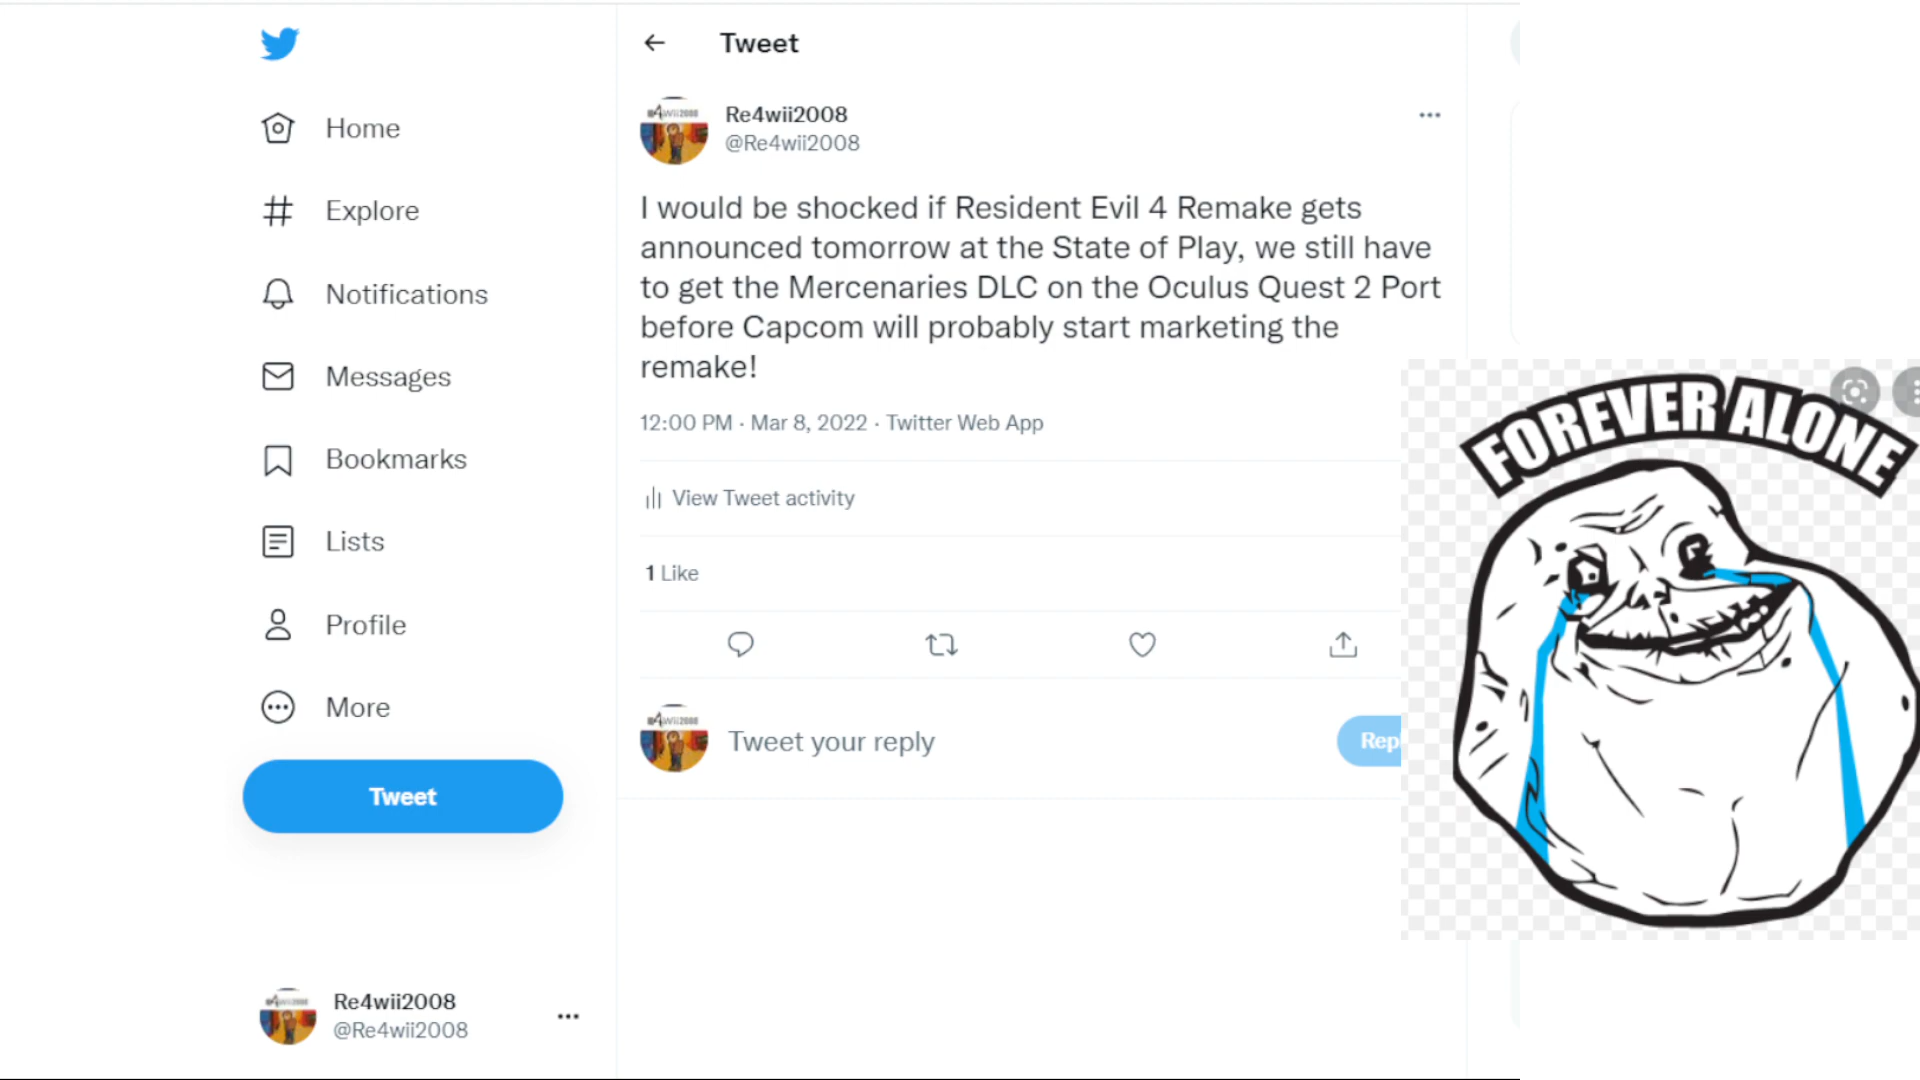 Tweet
Home
Explore
Notifications
Messages
Bookmarks
Lists
Profile
More
Tweet
Re4wii2008
@Re4wii2008
Re4wii2008
Re4wii2008
@Re4wii2008
I would be shocked if Resident Evil 4 Remake gets
announced tomorrow at the State of Play, we still have
to get the Mercenaries DLC on the Oculus Quest 2 Port
before Capcom will probably start marketing the
remake!
12:00 PM · Mar 8, 2022 · Twitter Web App
View Tweet activity
1 Like
Re4wii2008
Tweet your reply
Rep
FOREVER ALONE